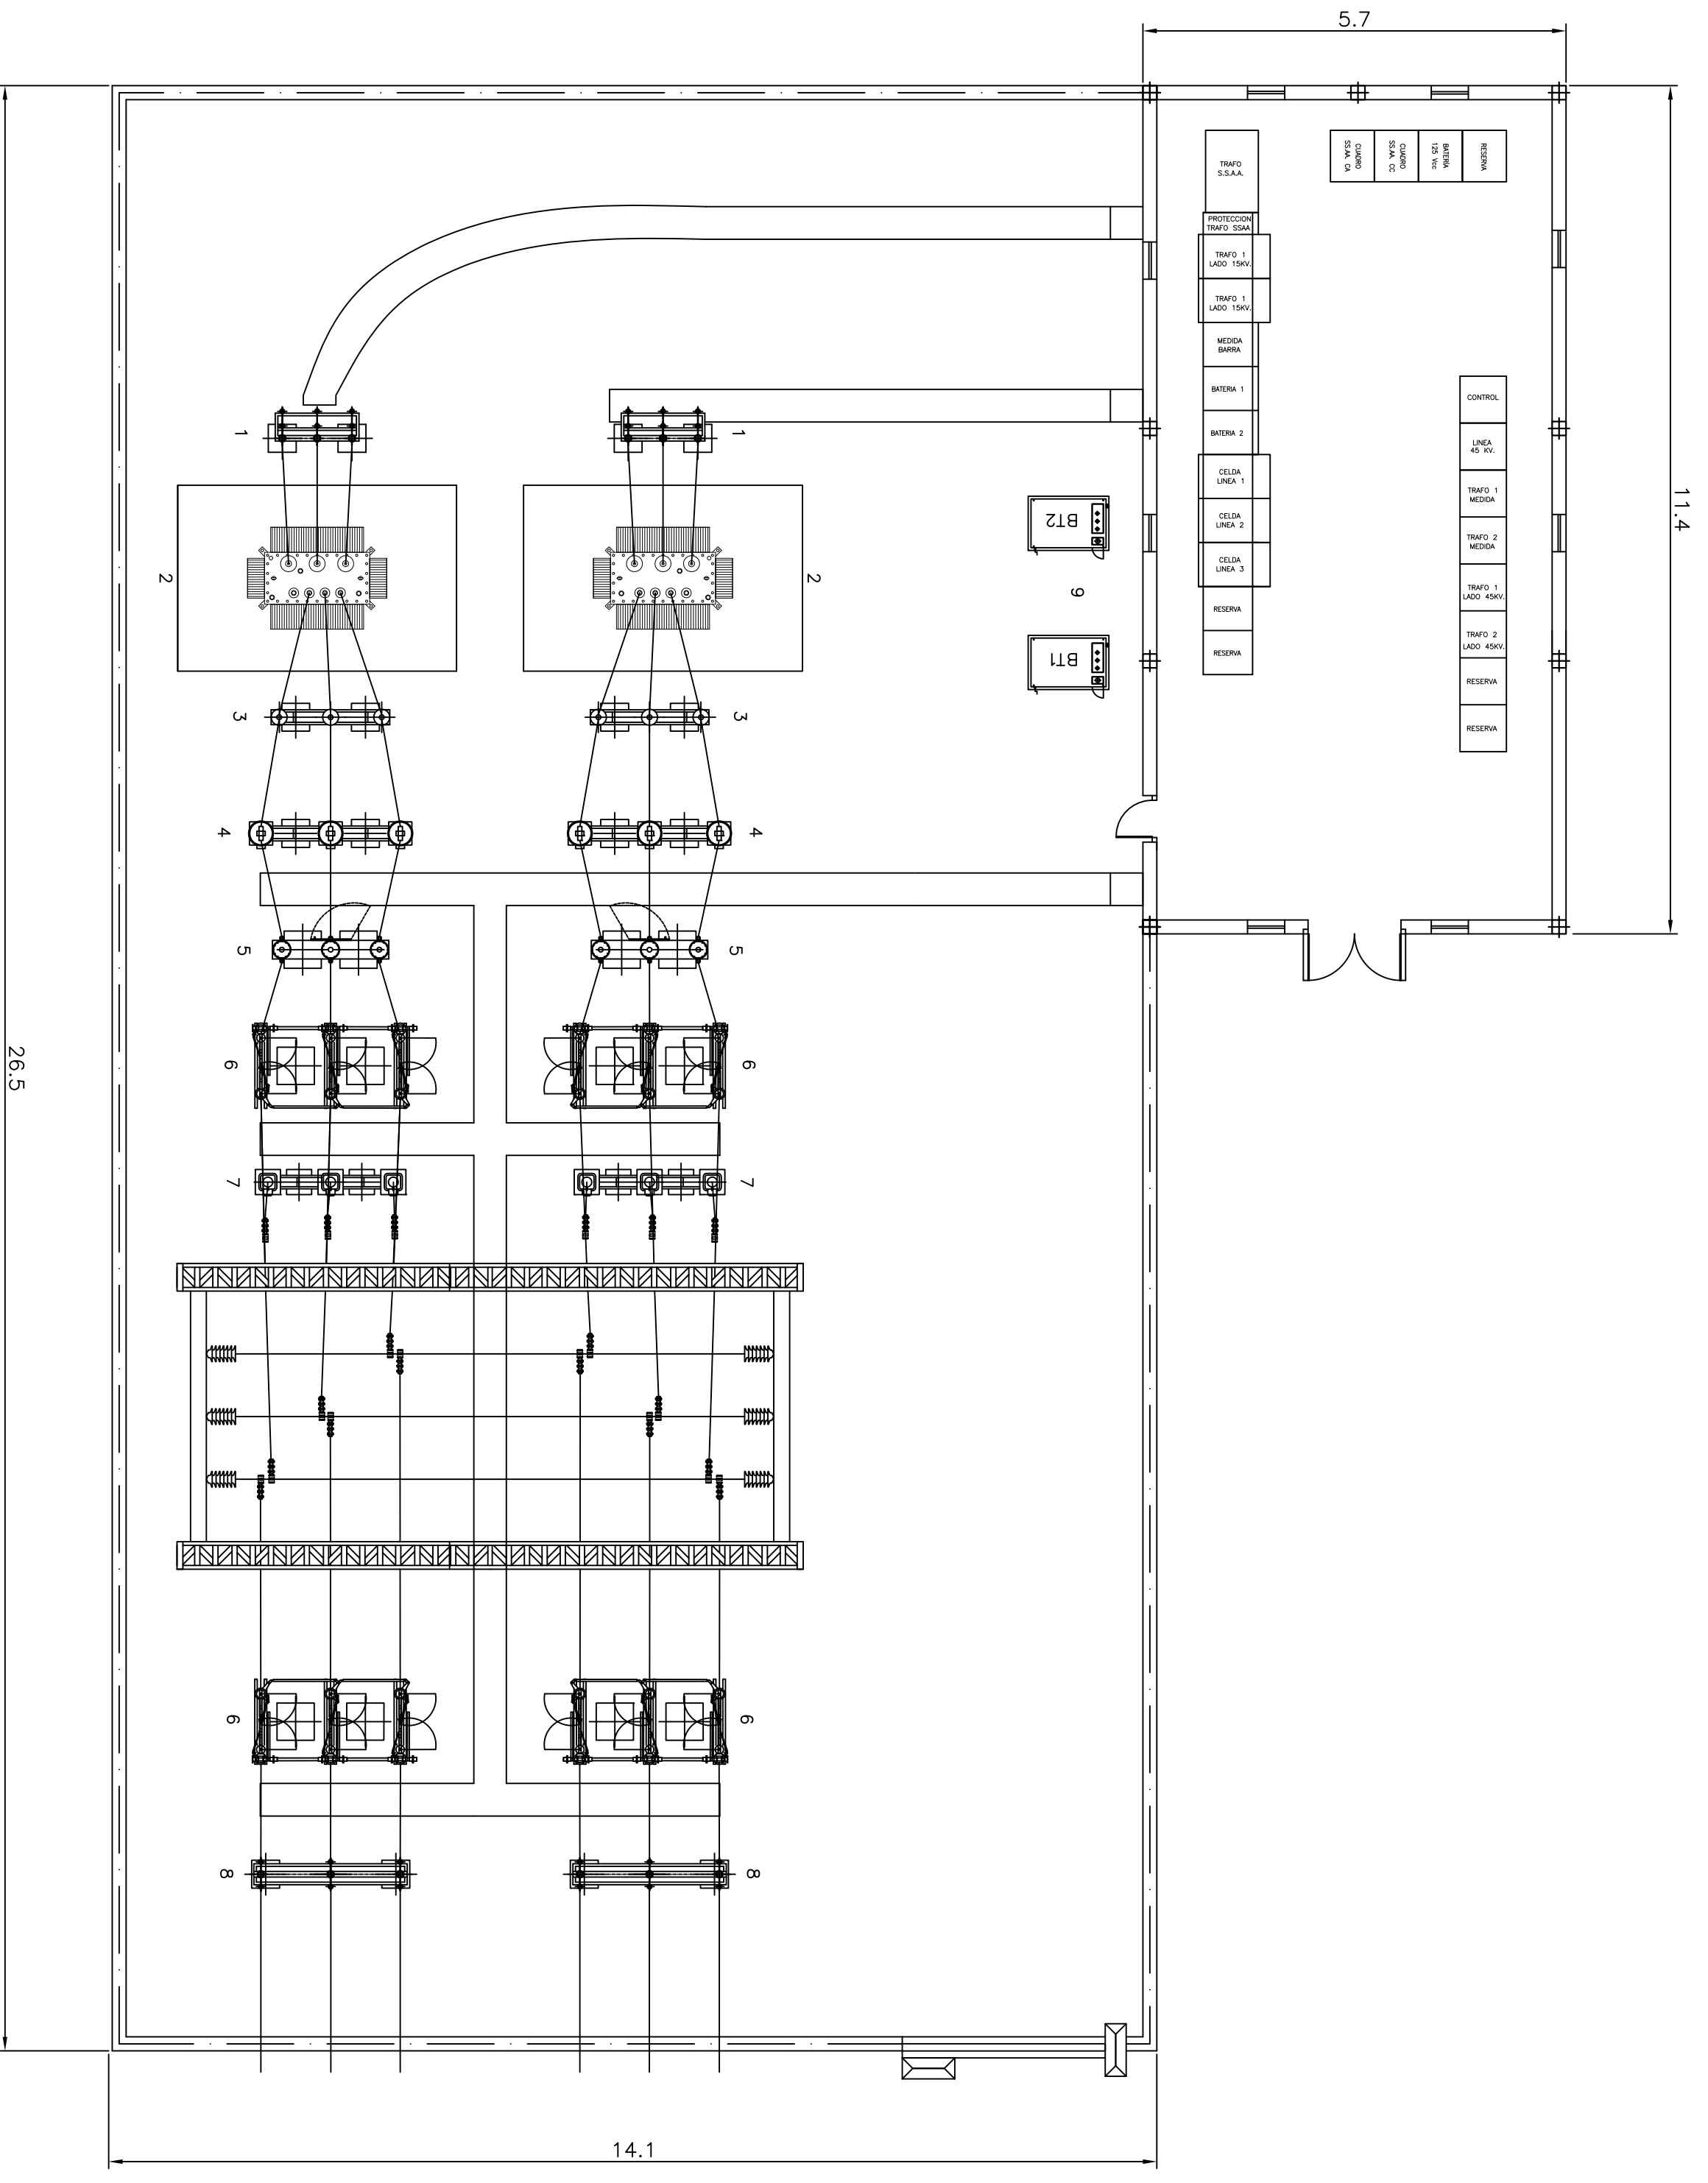 5.7
11.4
TRAFO
S.S.A.A.
PROTECCION
TRAFO SSAA
TRAFO 1
LADO 15KV.
TRAFO 1
LADO 15KV.
MEDIDA
BARRA
BATERIA 1
BATERIA 2
CELDA
LINEA 1
CELDA
LINEA 2
CELDA
LINEA 3
RESERVA
RESERVA
CUADRO
SS.AA. CA
CUADRO
SS.AA. CC
BATERÍA
125 Vcc
RESERVA
CONTROL
LINEA
45 KV.
TRAFO 1
MEDIDA
TRAFO 2
MEDIDA
TRAFO 1
LADO 45KV.
TRAFO 2
LADO 45KV.
RESERVA
RESERVA
1
1
2
2
BT2
9
BT1
3
3
4
4
5
5
6
6
7
7
6
6
8
8
26.5
14.1